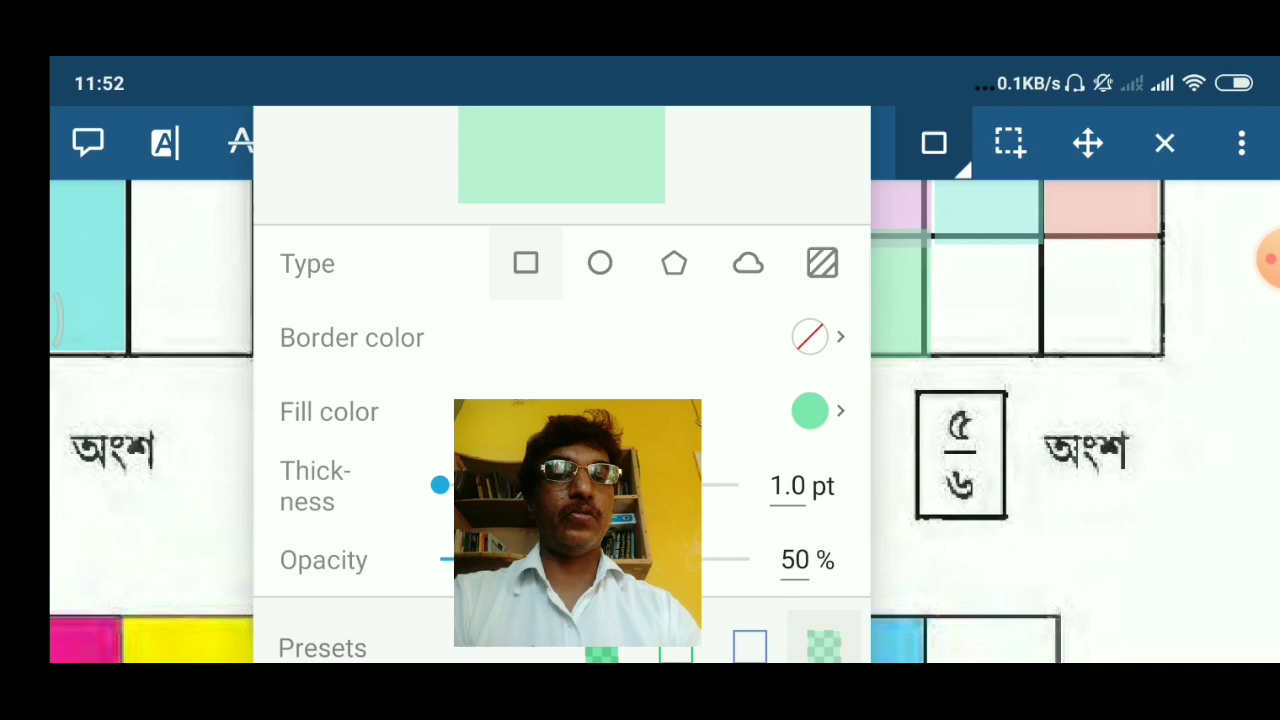 11:52
0.1KB/s
Type
Border color
Fill color
Thick-
ness
1.0 pt
Opacity
50 %
Presets
অংশ
৫
৬
অংশ